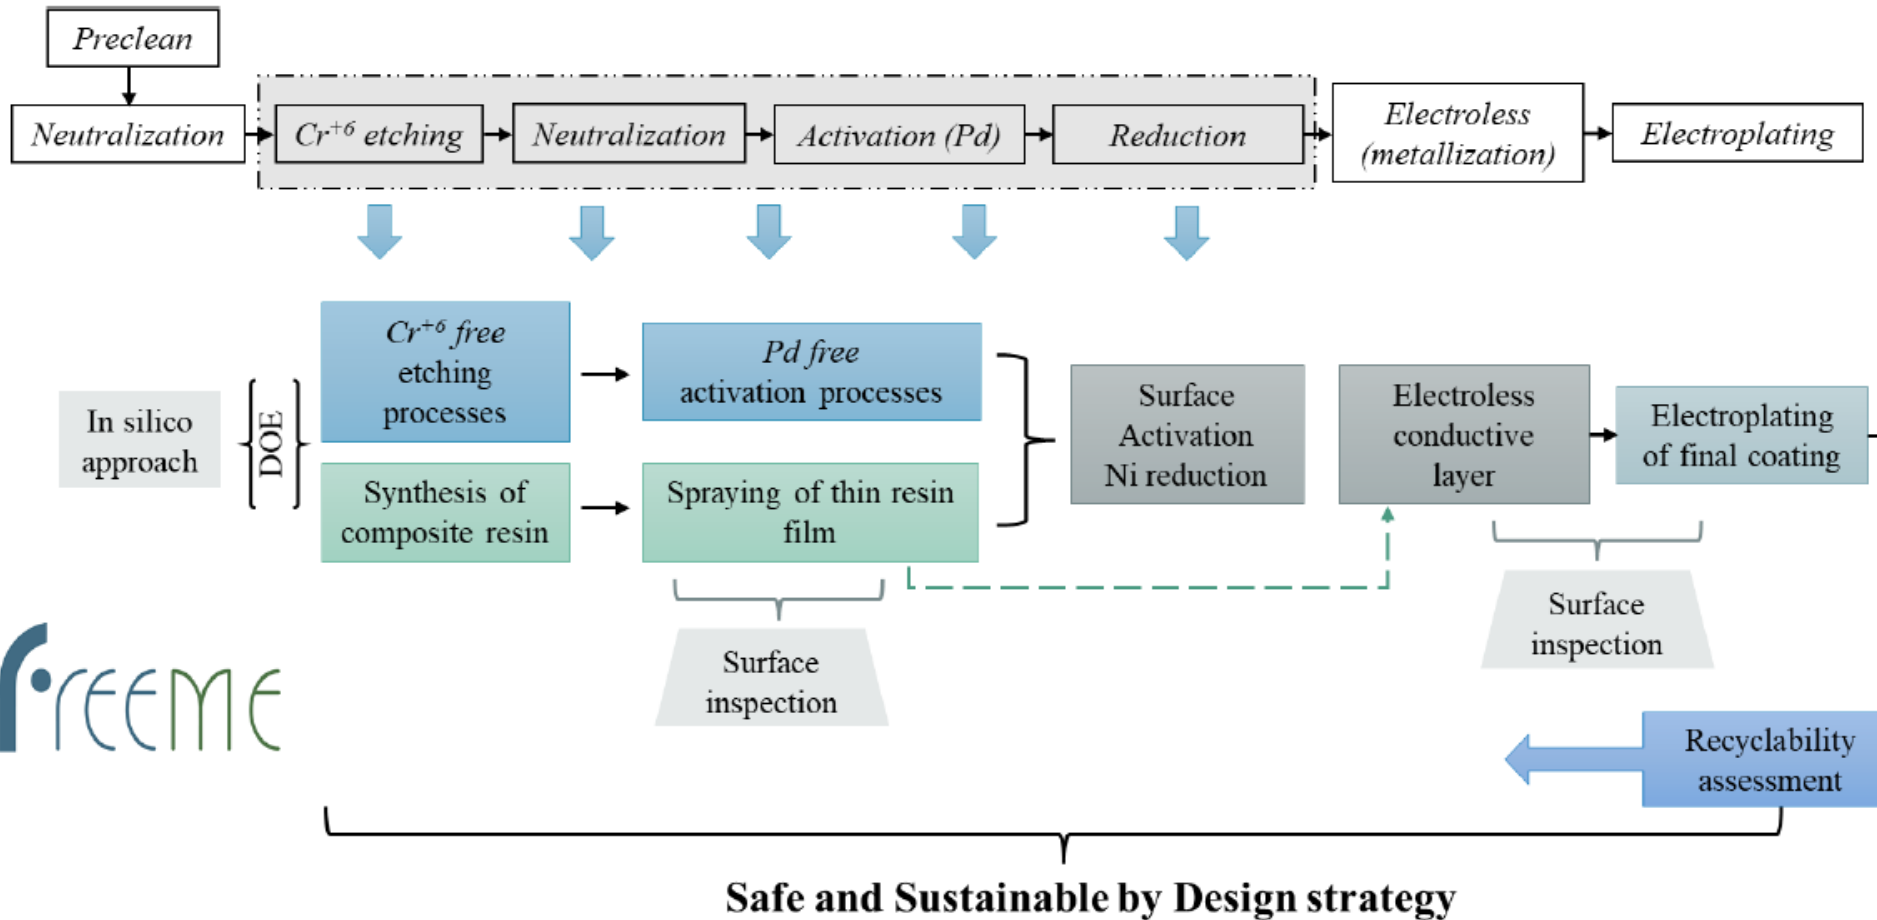 Preclean
Neutralization
Cr+6 etching
Neutralization
Activation (Pd)
Reduction
Electroless
(metallization)
Electroplating
In silico
approach
DOE
Cr+6 free
etching
processes
Pd free
activation processes
Synthesis of
composite resin
Spraying of thin resin
film
Surface
Activation
Ni reduction
Electroless
conductive
layer
Electroplating
of final coating
Surface
inspection
Surface
inspection
FREEME
Recyclability
assessment
Safe and Sustainable by Design strategy